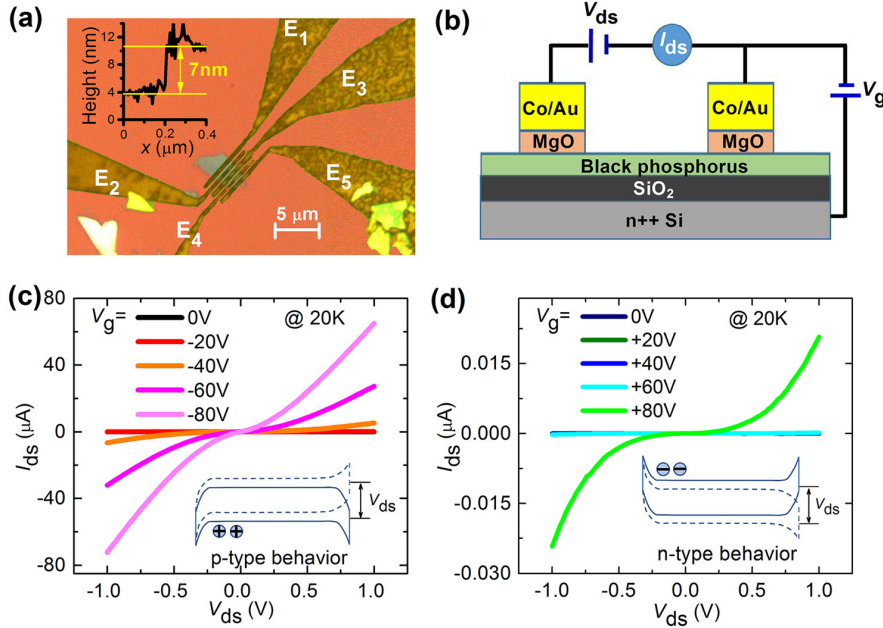 (a)
Height (nm)
12
8
4
0
7nm
0.0
0.2
0.4
x (μm)
E1
E3
E2
E5
E4
5 μm
(b)
Vds
Ids
Vg
Co/Au
Co/Au
MgO
MgO
Black phosphorus
SiO2
n++ Si
(c)
Vg=
0V
@ 20K
-20V
-40V
-60V
-80V
80
40
0
-40
-80
Ids (μA)
Vds
p-type behavior
-1.0
-0.5
0.0
0.5
1.0
Vds (V)
(d)
Vg=
0V
@ 20K
+20V
+40V
+60V
+80V
0.015
0.000
-0.015
-0.030
Ids (μA)
Vds
n-type behavior
-1.0
-0.5
0.0
0.5
1.0
Vds (V)